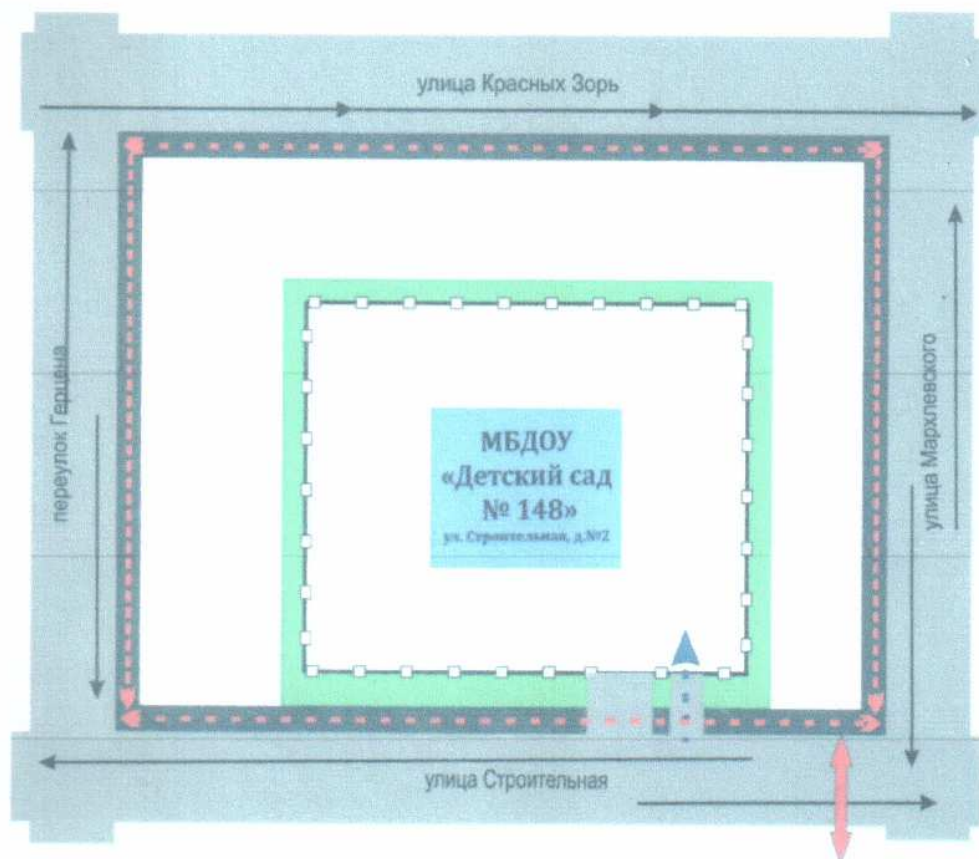 улица Красных Зорь
переулок Герцена
МБДОУ
«Детский сад
№ 148»
ул. Строительная, д.№2
улица Мархлевского
улица Строительная